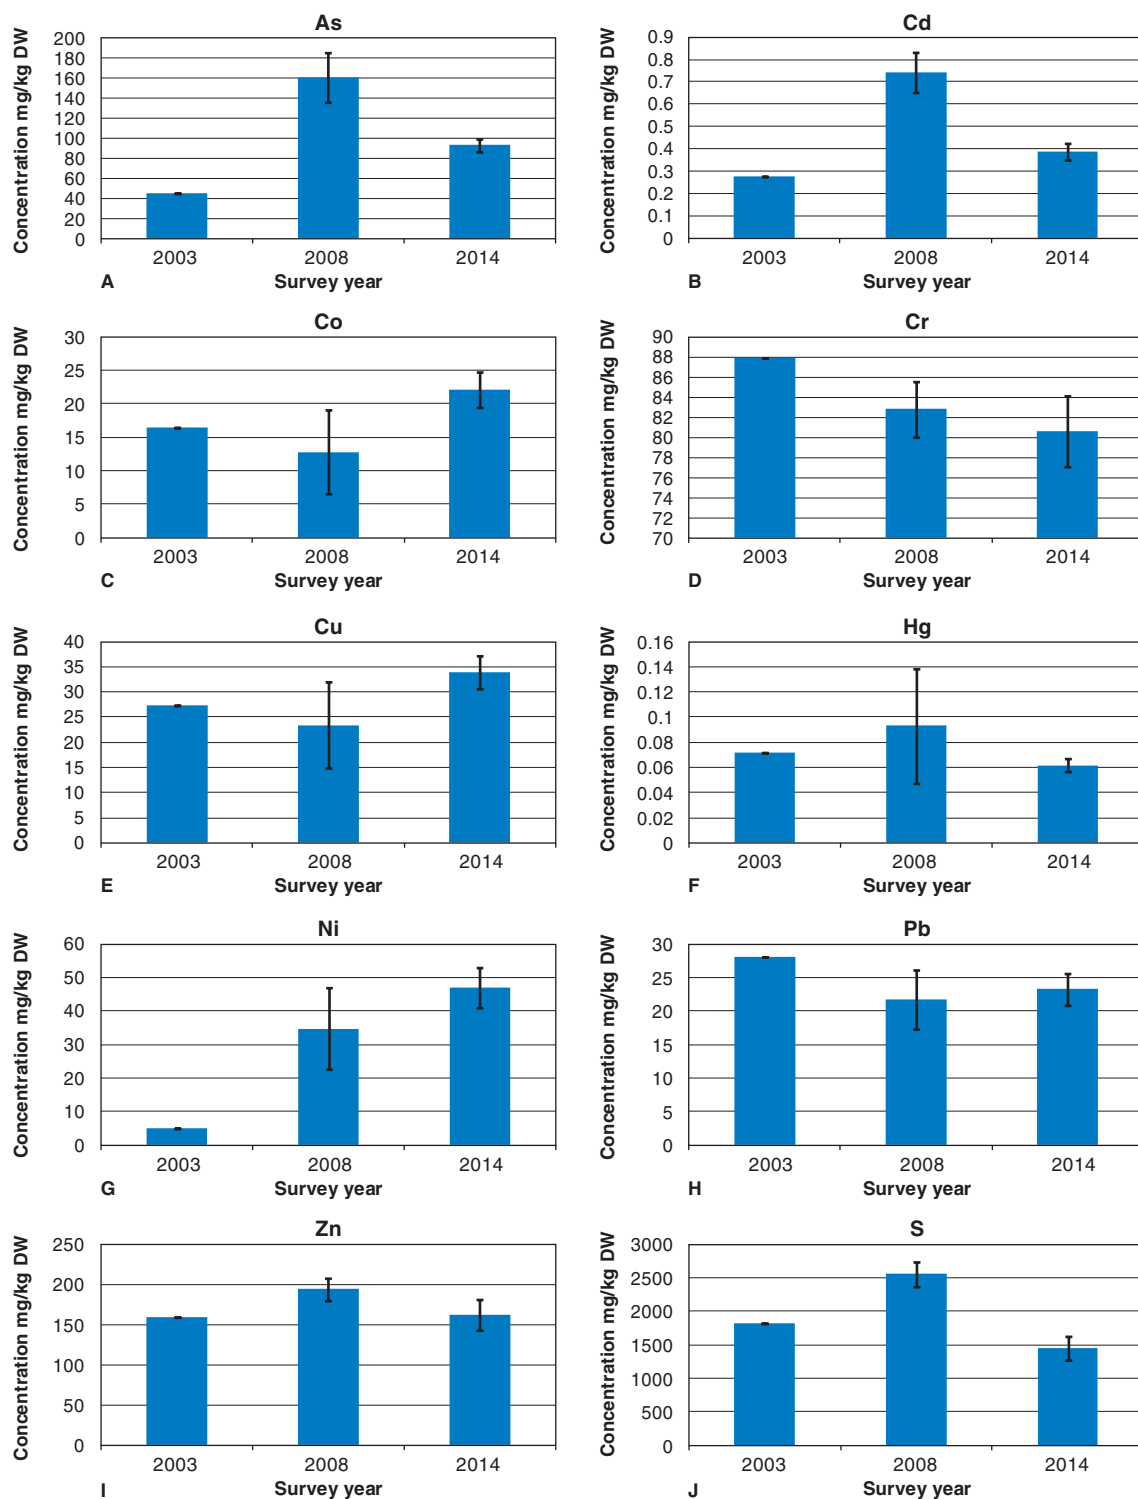 As
Concentration mg/kg DW
200
180
160
140
120
100
80
60
40
20
0
2003 2008 2014
A Survey year
Cd
Concentration mg/kg DW
0.9
0.8
0.7
0.6
0.5
0.4
0.3
0.2
0.1
0
2003 2008 2014
B Survey year
Co
Concentration mg/kg DW
30
25
20
15
10
5
0
2003 2008 2014
C Survey year
Cr
Concentration mg/kg DW
90
88
86
84
82
80
78
76
74
72
70
2003 2008 2014
D Survey year
Cu
Concentration mg/kg DW
40
35
30
25
20
15
10
5
0
2003 2008 2014
E Survey year
Hg
Concentration mg/kg DW
0.16
0.14
0.12
0.1
0.08
0.06
0.04
0.02
0
2003 2008 2014
F Survey year
Ni
Concentration mg/kg DW
60
50
40
30
20
10
0
2003 2008 2014
G Survey year
Pb
Concentration mg/kg DW
30
25
20
15
10
5
0
2003 2008 2014
H Survey year
Zn
Concentration mg/kg DW
250
200
150
100
50
0
2003 2008 2014
I Survey year
S
Concentration mg/kg DW
3000
2500
2000
1500
1000
500
0
2003 2008 2014
J Survey year